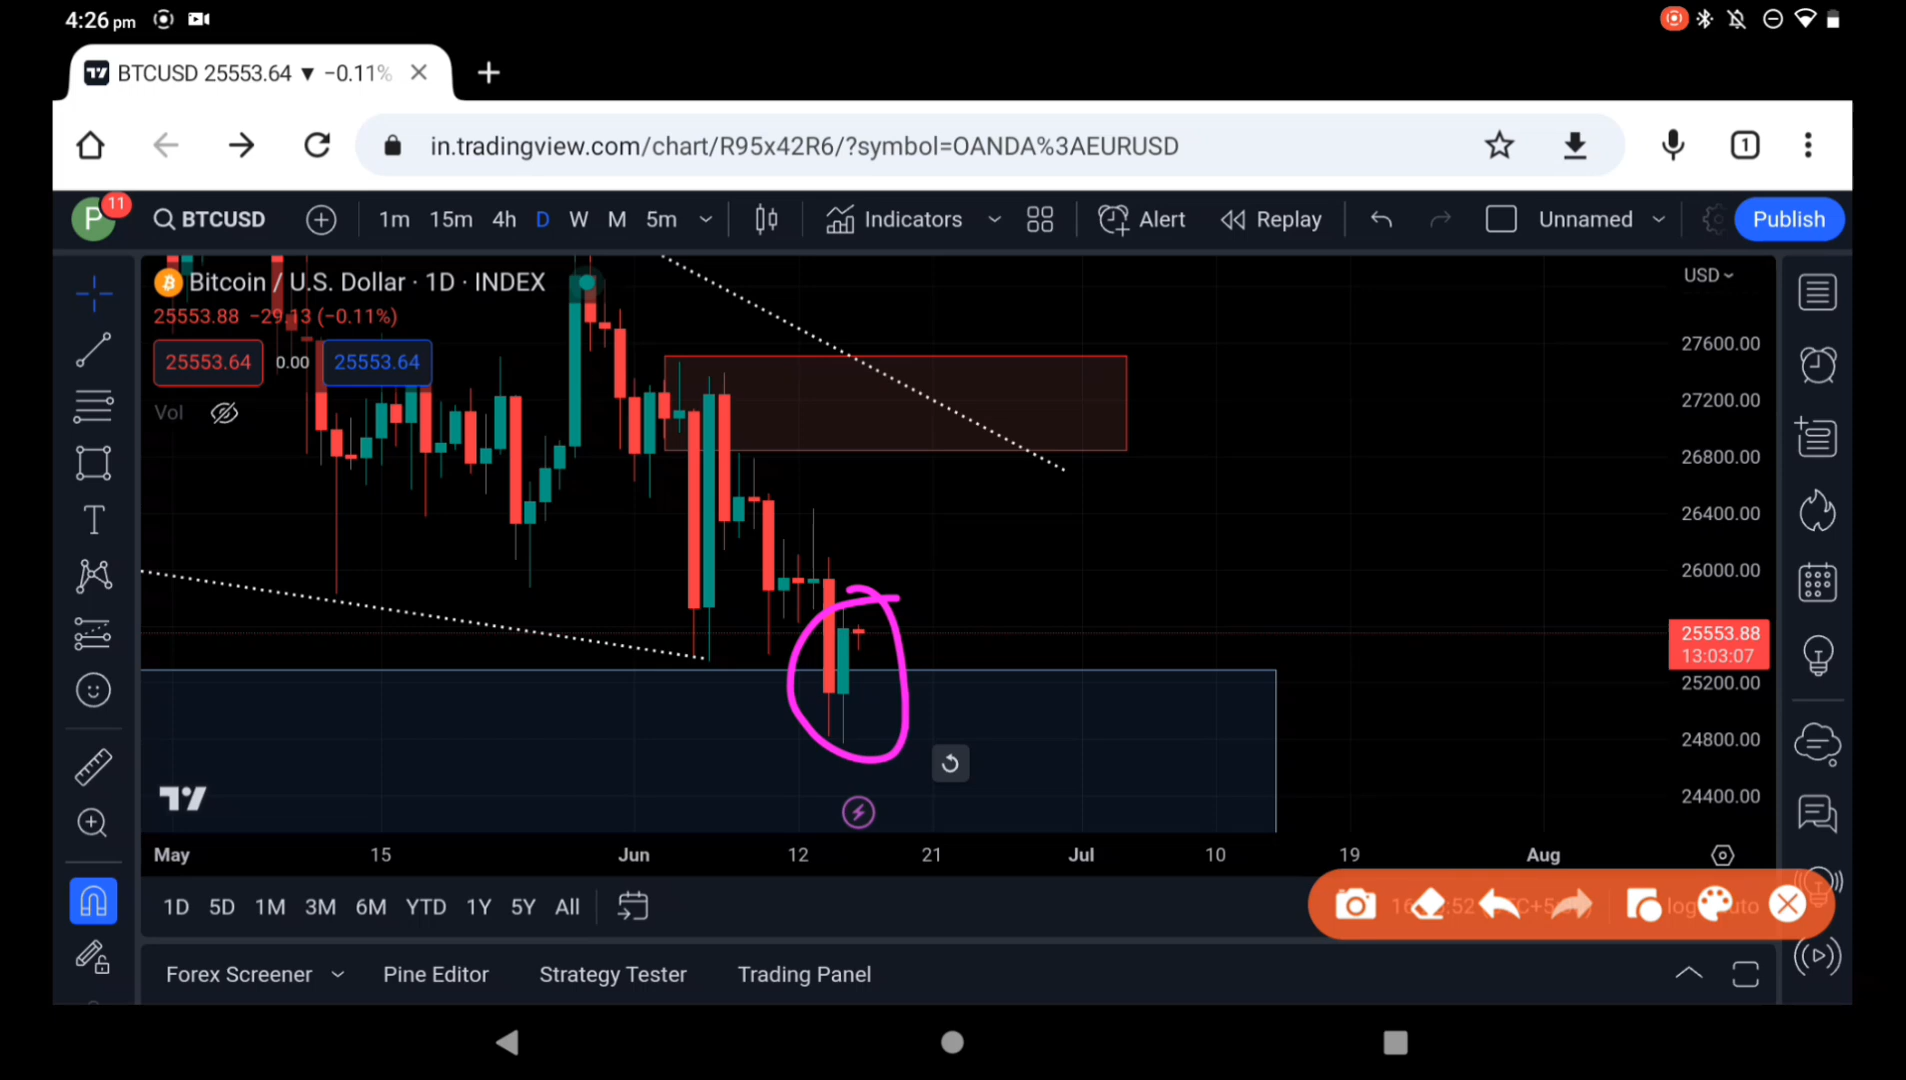 4:26 pm
BTCUSD 25553.64 ▼ −0.11%
in.tradingview.com/chart/R95x42R6/?symbol=OANDA%3AEURUSD
1
P
11
BTCUSD
1m 15m 4h D W M 5m
Indicators
Alert
Replay
Unnamed
Publish
Bitcoin / U.S. Dollar · 1D · INDEX
USD
25553.88 −29.13 (−0.11%)
25553.64
0.00
25553.64
Vol
27600.00
27200.00
26800.00
26400.00
26000.00
25553.88
13:03:07
25200.00
24800.00
24400.00
May 15 Jun 12 21 Jul 10 19 Aug
1D 5D 1M 3M 6M YTD 1Y 5Y All
log
Forex Screener
Pine Editor
Strategy Tester
Trading Panel